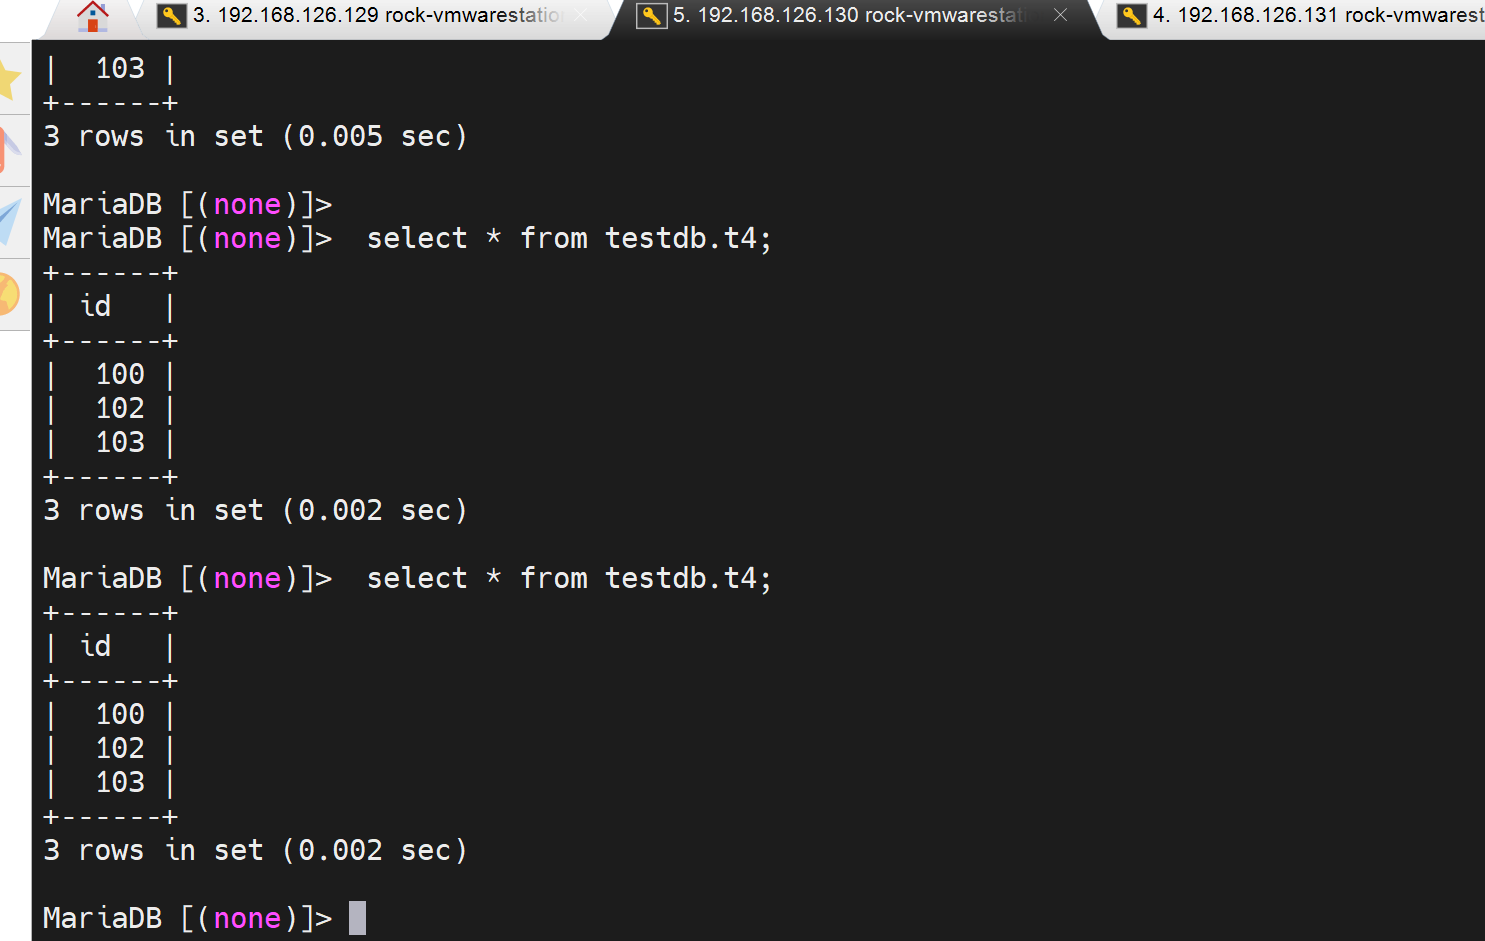 3. 192.168.126.129 rock-vmwarestatio
5. 192.168.126.130 rock-vmwarestat
4. 192.168.126.131 rock-vmwarest
|  103 |
+------+
3 rows in set (0.005 sec)
MariaDB [(none)]>
MariaDB [(none)]>  select * from testdb.t4;
+------+
| id   |
+------+
|  100 |
|  102 |
|  103 |
+------+
3 rows in set (0.002 sec)
MariaDB [(none)]>  select * from testdb.t4;
+------+
| id   |
+------+
|  100 |
|  102 |
|  103 |
+------+
3 rows in set (0.002 sec)
MariaDB [(none)]>